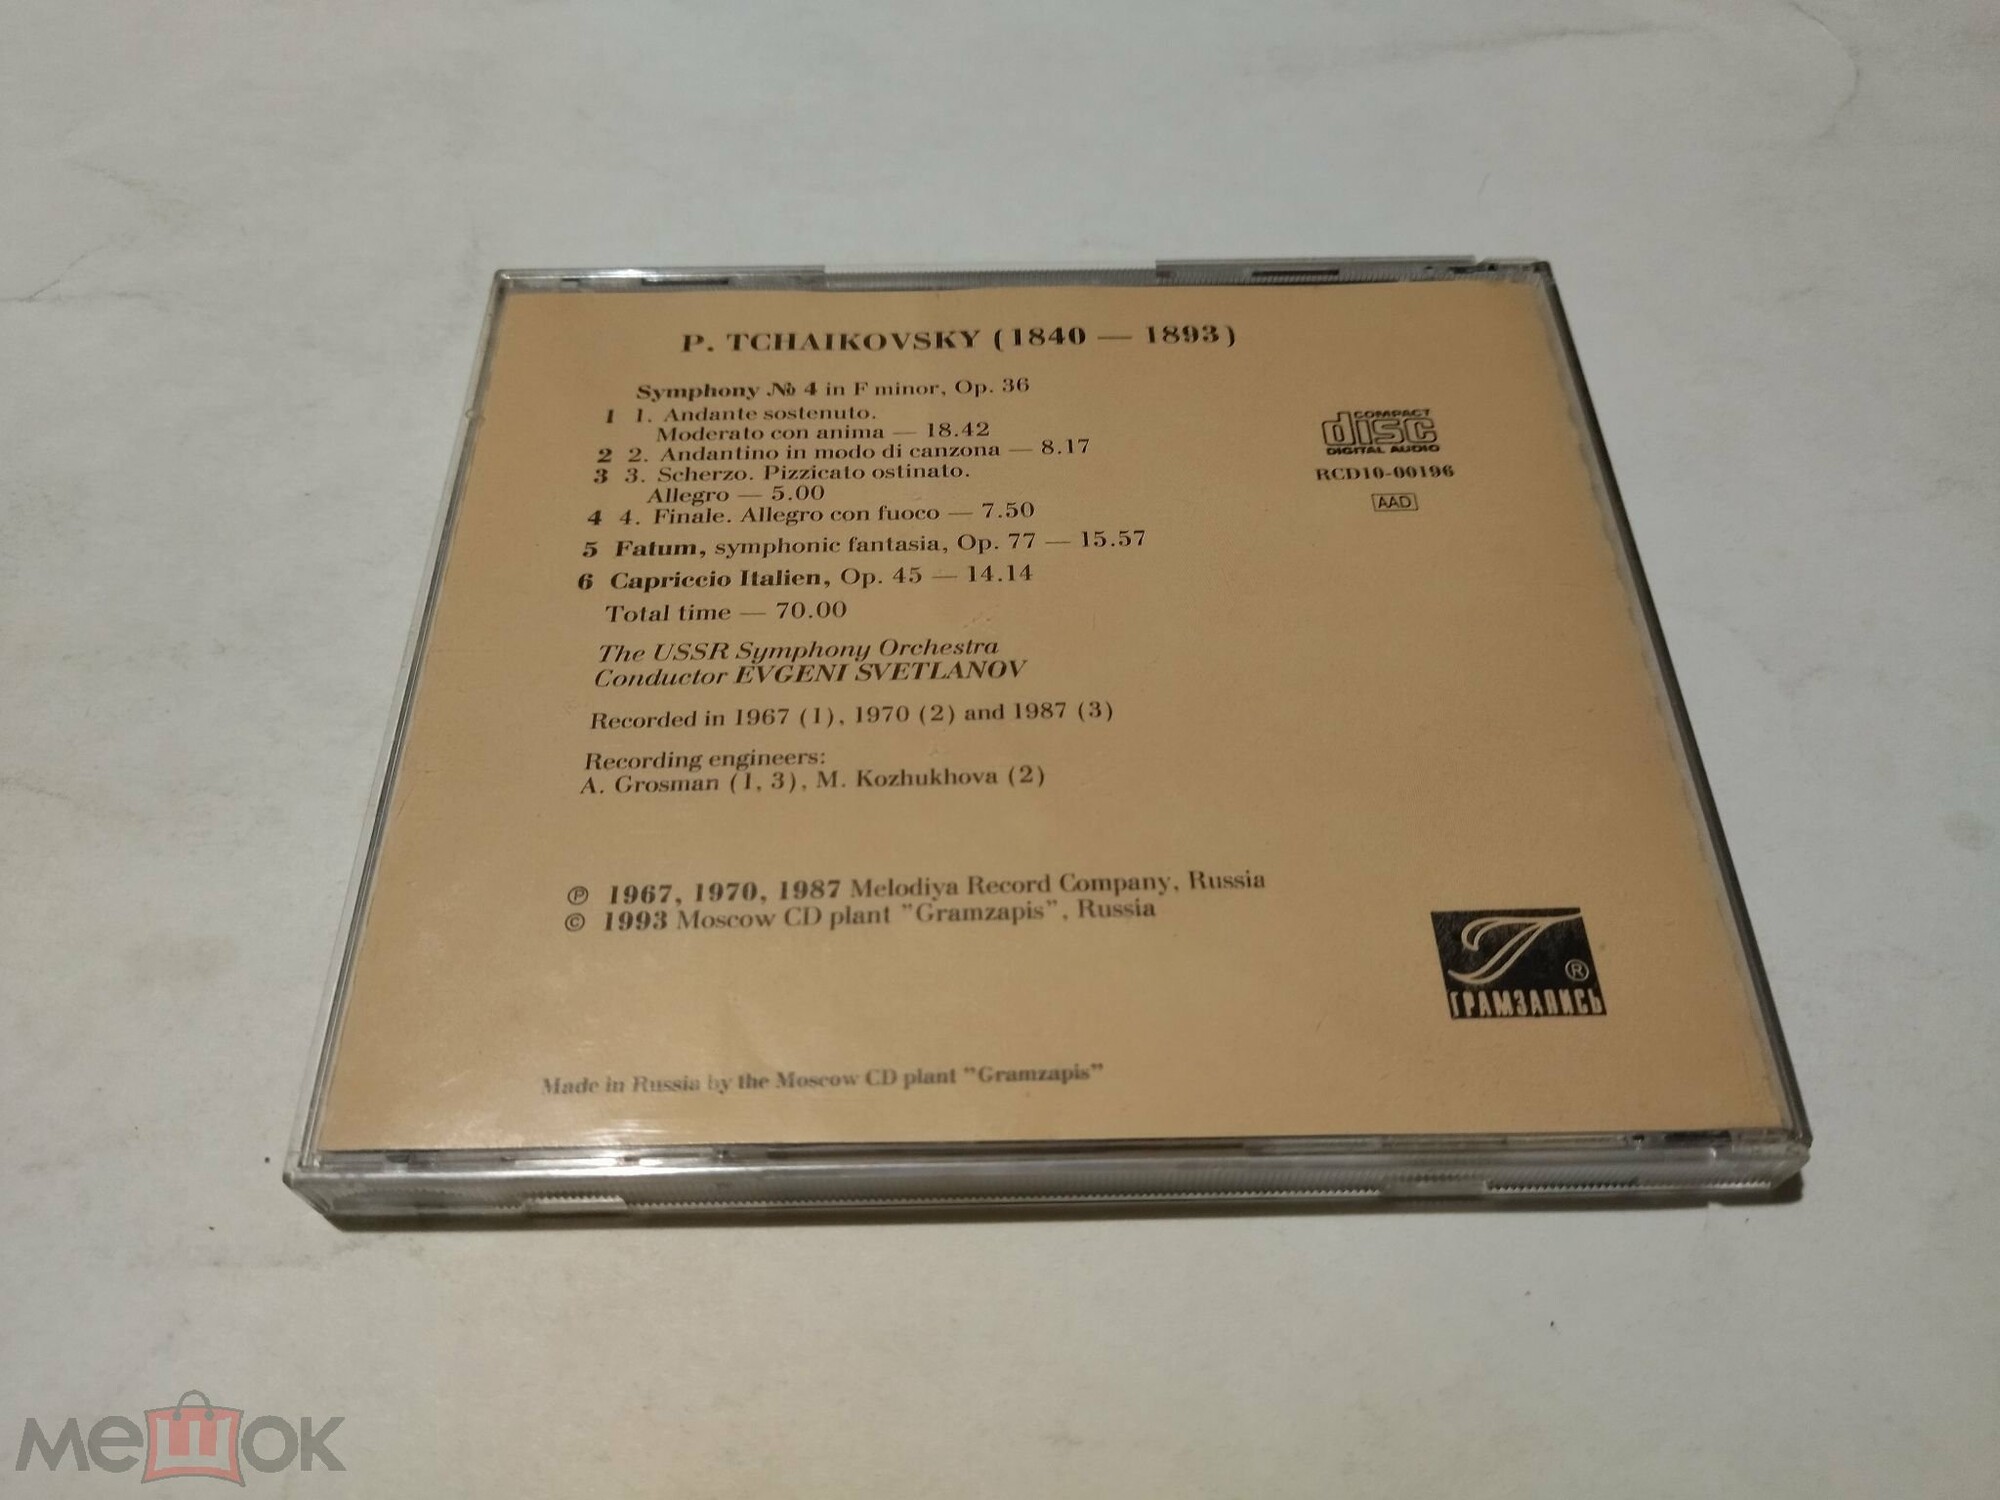 P. TCHAIKOVSKY (1840 — 1893)
Symphony № 4 in F minor, Op. 36
1 1. Andante sostenuto.
Moderato con anima — 18.42
2 2. Andantino in modo di canzona — 8.17
3 3. Scherzo. Pizzicato ostinato.
Allegro — 5.00
4 4. Finale. Allegro con fuoco — 7.50
5 Fatum, symphonic fantasia, Op. 77 — 15.57
6 Capriccio Italien, Op. 45 — 14.14
Total time — 70.00
COMPACT
disc
DIGITAL AUDIO
RCD10-00196
AAD
The USSR Symphony Orchestra
Conductor EVGENI SVETLANOV
Recorded in 1967 (1), 1970 (2) and 1987 (3)
Recording engineers:
A. Grosman (1, 3), M. Kozhukhova (2)
℗ 1967, 1970, 1987 Melodiya Record Company, Russia
© 1993 Moscow CD plant "Gramzapis", Russia
®
ГРАМЗАПИСЬ
Made in Russia by the Moscow CD plant "Gramzapis"
мешок